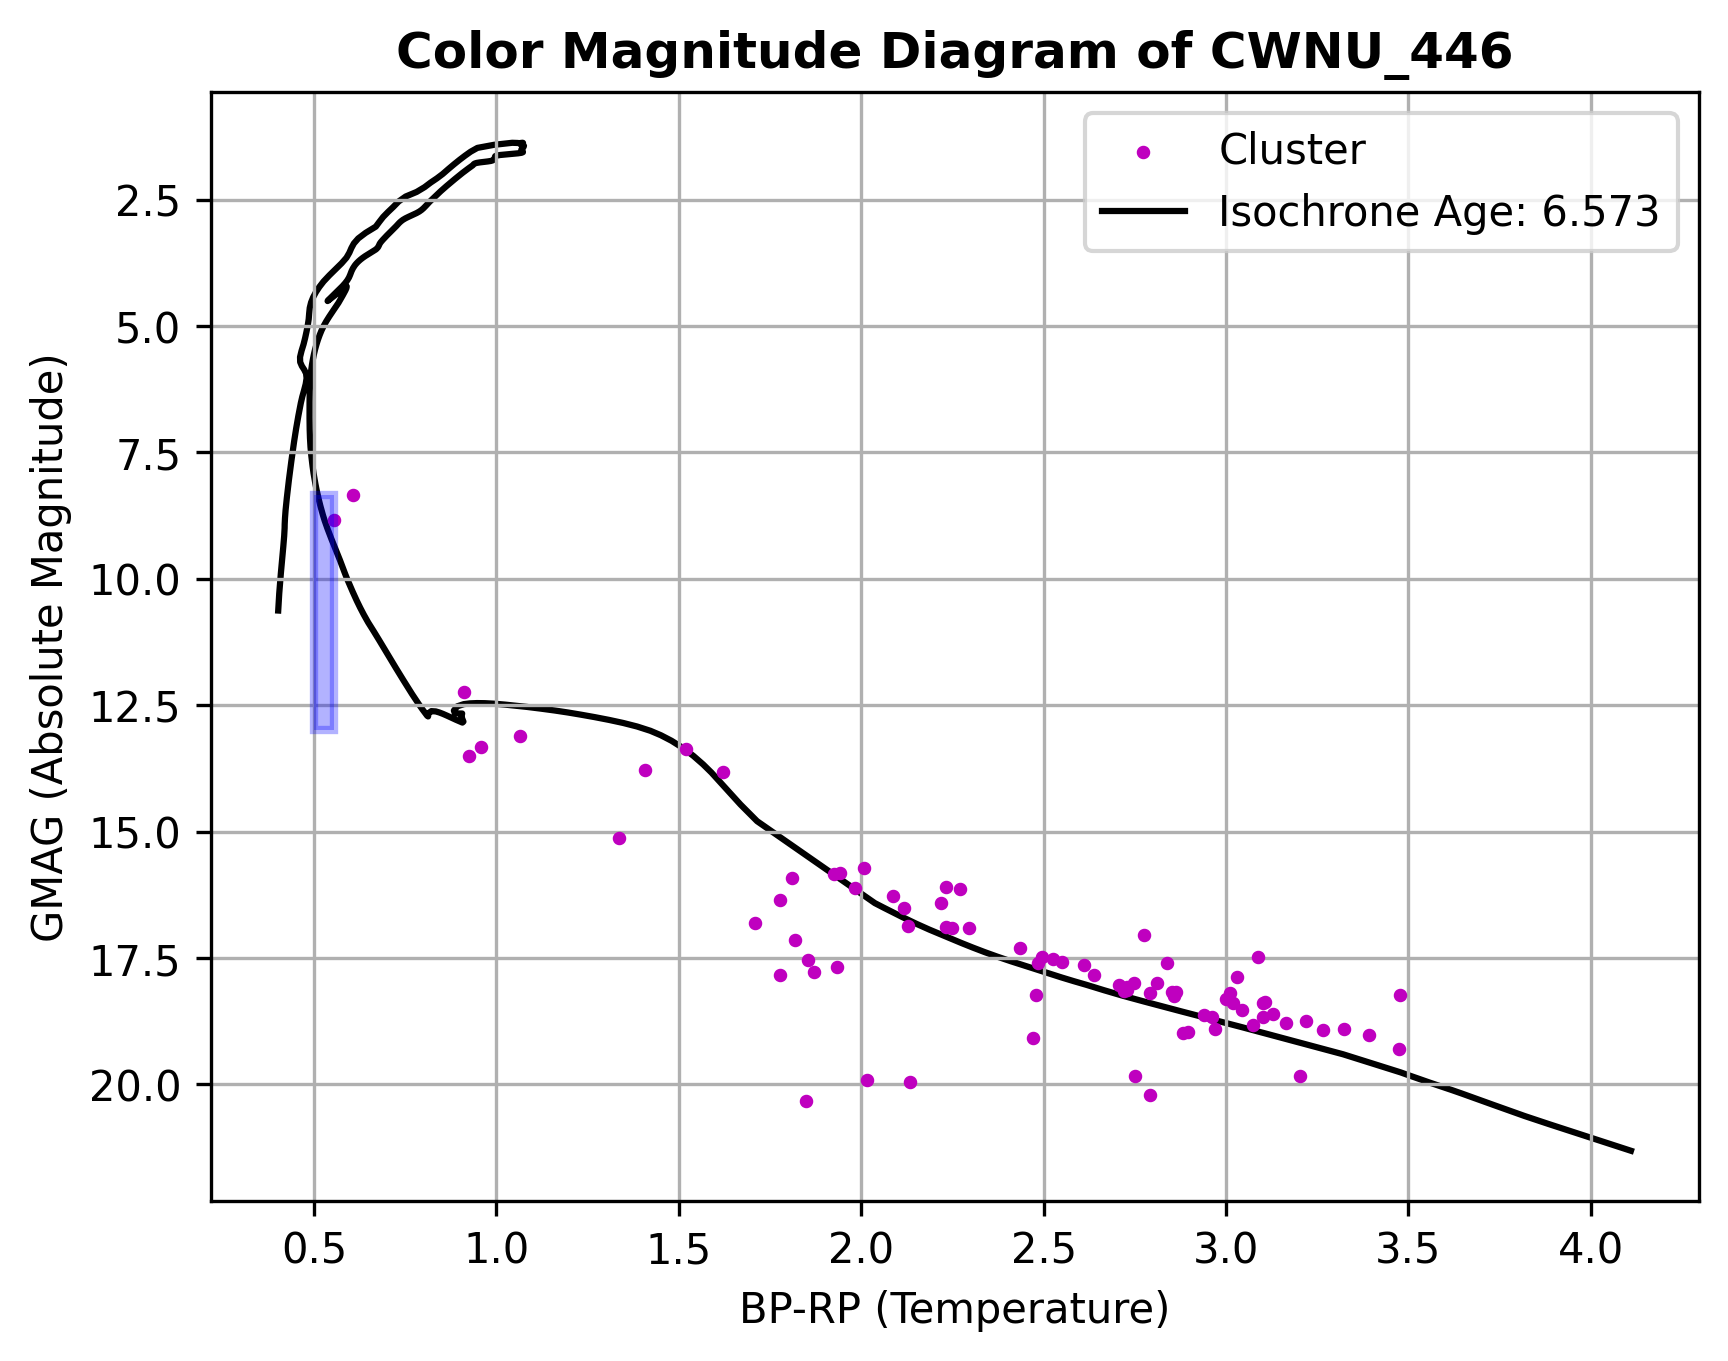 Color Magnitude Diagram of CWNU_446
Cluster
Isochrone Age: 6.573
GMAG (Absolute Magnitude)
2.5
5.0
7.5
10.0
12.5
15.0
17.5
20.0
0.5 1.0 1.5 2.0 2.5 3.0 3.5 4.0
BP-RP (Temperature)